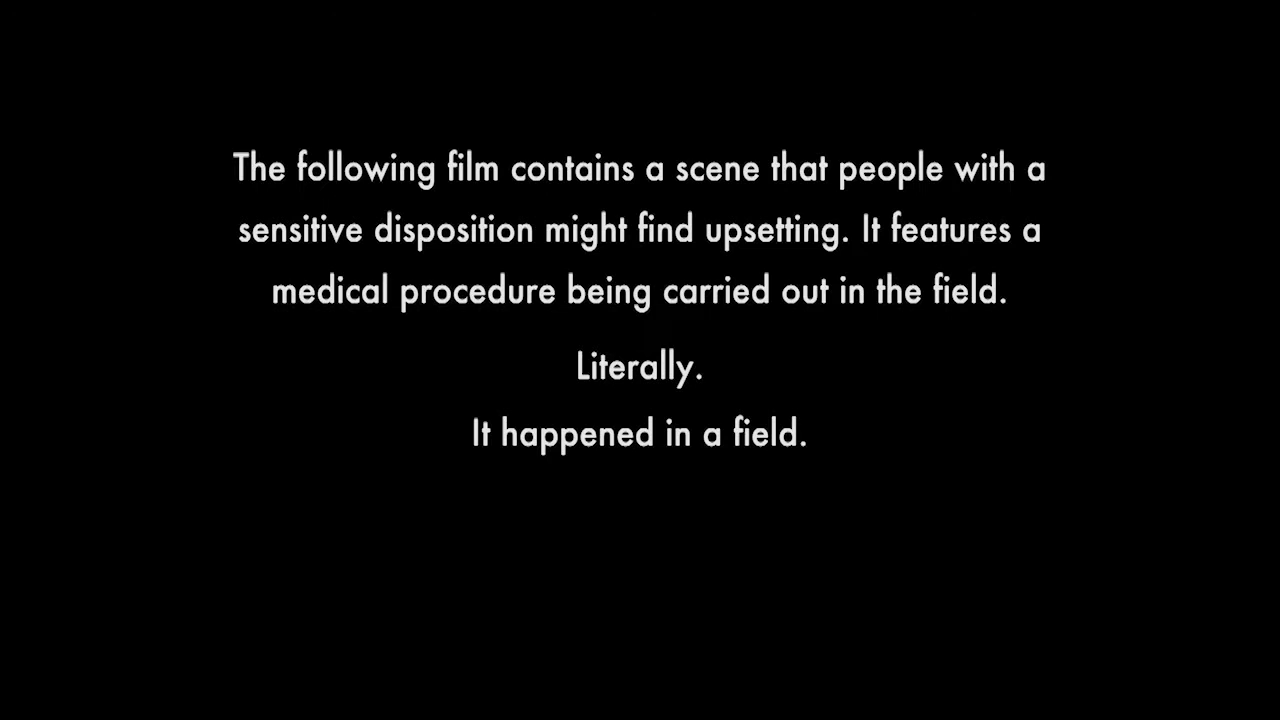 The following film contains a scene that people with a
sensitive disposition might find upsetting. It features a
medical procedure being carried out in the field.
Literally.
It happened in a field.